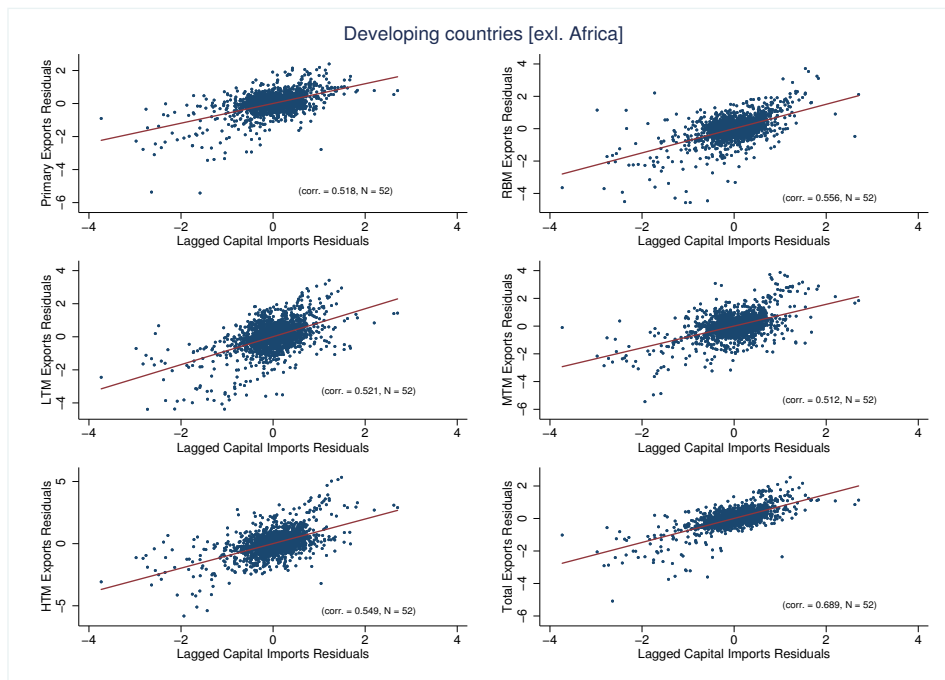 Developing countries [exl. Africa]
Primary Exports Residuals
2
0
−2
−4
−6
(corr. = 0.518, N = 52)
−4 −2 0 2 4
Lagged Capital Imports Residuals
RBM Exports Residuals
4
2
0
−2
−4
(corr. = 0.556, N = 52)
−4 −2 0 2 4
Lagged Capital Imports Residuals
LTM Exports Residuals
4
2
0
−2
−4
(corr. = 0.521, N = 52)
−4 −2 0 2 4
Lagged Capital Imports Residuals
MTM Exports Residuals
4
2
0
−2
−4
−6
(corr. = 0.512, N = 52)
−4 −2 0 2 4
Lagged Capital Imports Residuals
HTM Exports Residuals
5
0
−5
(corr. = 0.549, N = 52)
−4 −2 0 2 4
Lagged Capital Imports Residuals
Total Exports Residuals
2
0
−2
−4
−6
(corr. = 0.689, N = 52)
−4 −2 0 2 4
Lagged Capital Imports Residuals